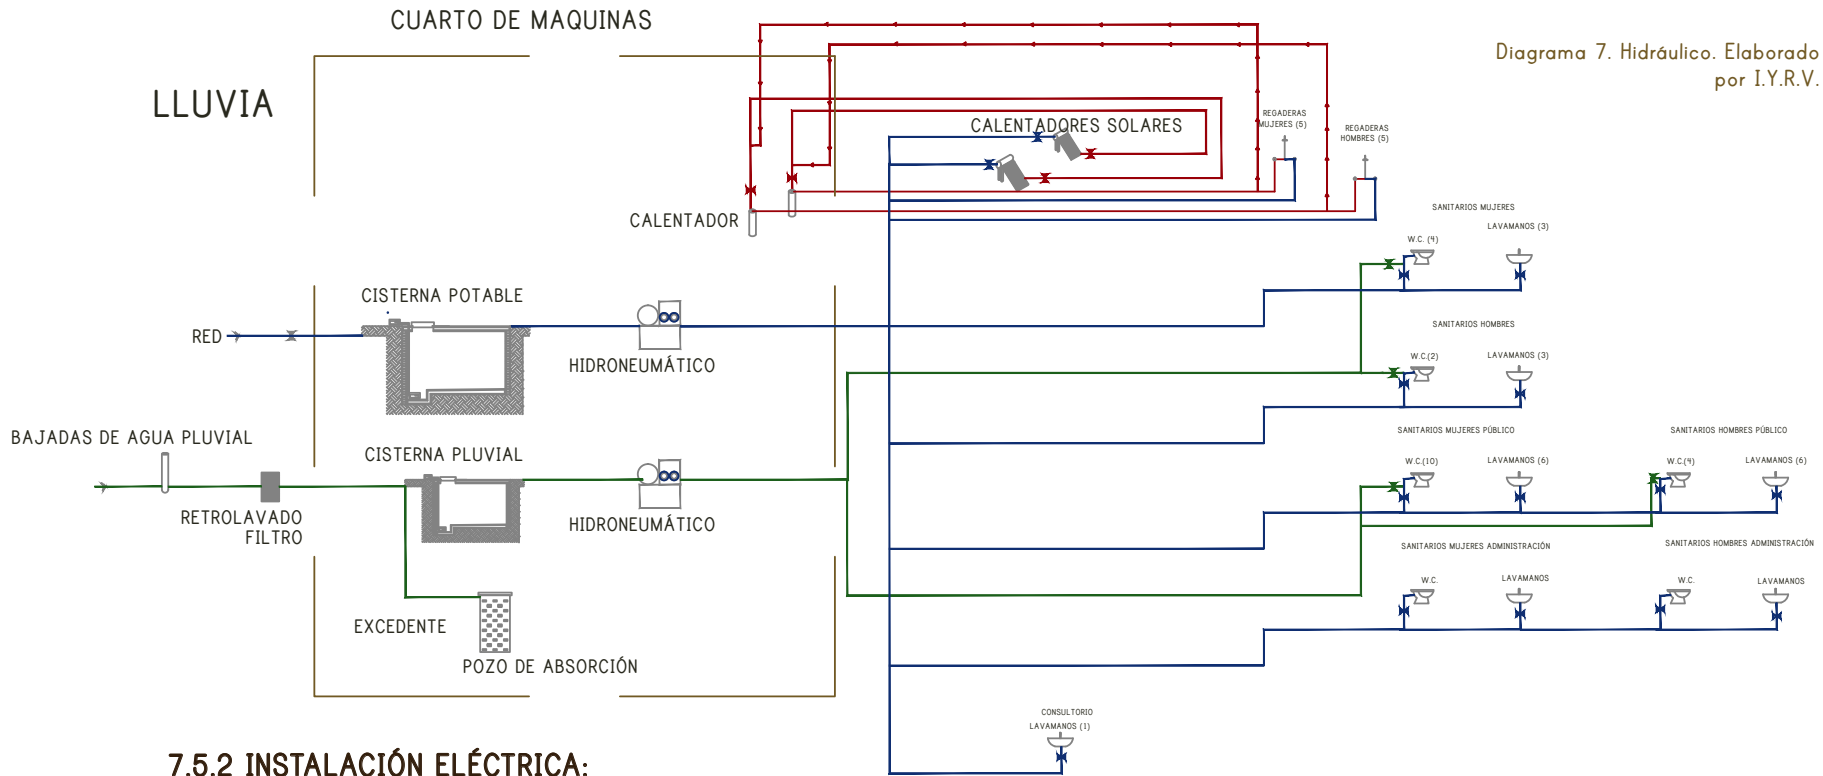 CUARTO DE MAQUINAS
Diagrama 7. Hidráulico. Elaborado
por I.Y.R.V.
LLUVIA
CALENTADORES SOLARES
REGADERAS
MUJERES (5)
REGADERAS
HOMBRES (5)
CALENTADOR
SANITARIOS MUJERES
LAVAMANOS (3)
W.C. (4)
CISTERNA POTABLE
RED
HIDRONEUMÁTICO
SANITARIOS HOMBRES
LAVAMANOS (3)
W.C.(2)
BAJADAS DE AGUA PLUVIAL
CISTERNA PLUVIAL
SANITARIOS MUJERES PÚBLICO
SANITARIOS HOMBRES PÚBLICO
W.C.(10)
LAVAMANOS (6)
W.C.(4)
LAVAMANOS (6)
RETROLAVADO
FILTRO
HIDRONEUMÁTICO
SANITARIOS MUJERES ADMINISTRACIÓN
SANITARIOS HOMBRES ADMINISTRACIÓN
W.C.
LAVAMANOS
W.C.
LAVAMANOS
EXCEDENTE
POZO DE ABSORCIÓN
CONSULTORIO
LAVAMANOS (1)
7.5.2 INSTALACIÓN ELÉCTRICA: